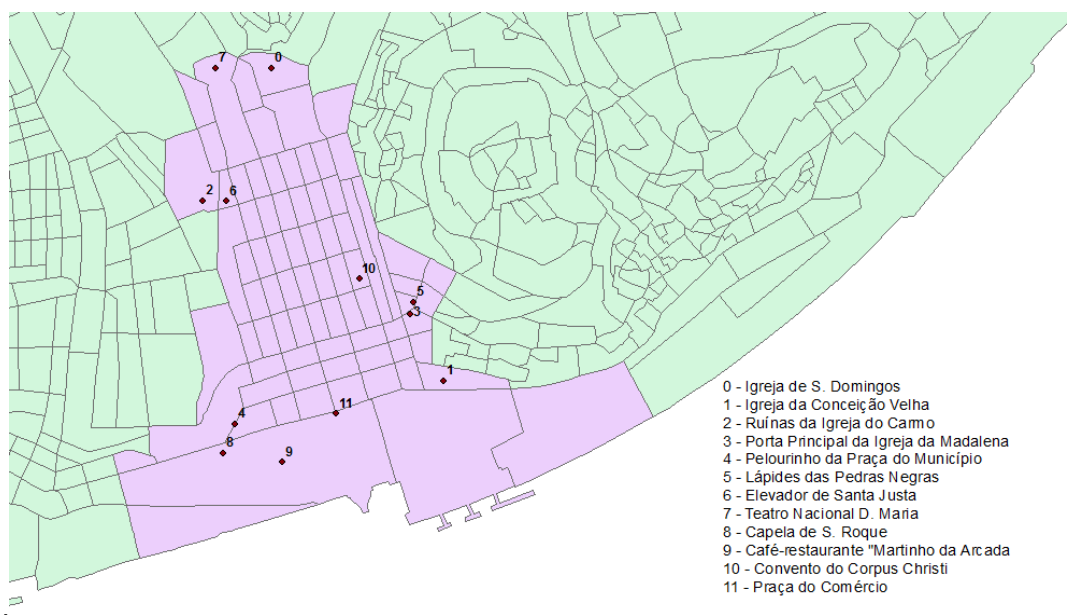 7 0
2 6
10
5
3
1
11
4
8
9
0 - Igreja de S. Domingos
1 - Igreja da Conceição Velha
2 - Ruínas da Igreja do Carmo
3 - Porta Principal da Igreja da Madalena
4 - Pelourinho da Praça do Município
5 - Lápides das Pedras Negras
6 - Elevador de Santa Justa
7 - Teatro Nacional D. Maria
8 - Capela de S. Roque
9 - Café-restaurante "Martinho da Arcada
10 - Convento do Corpus Christi
11 - Praça do Comércio